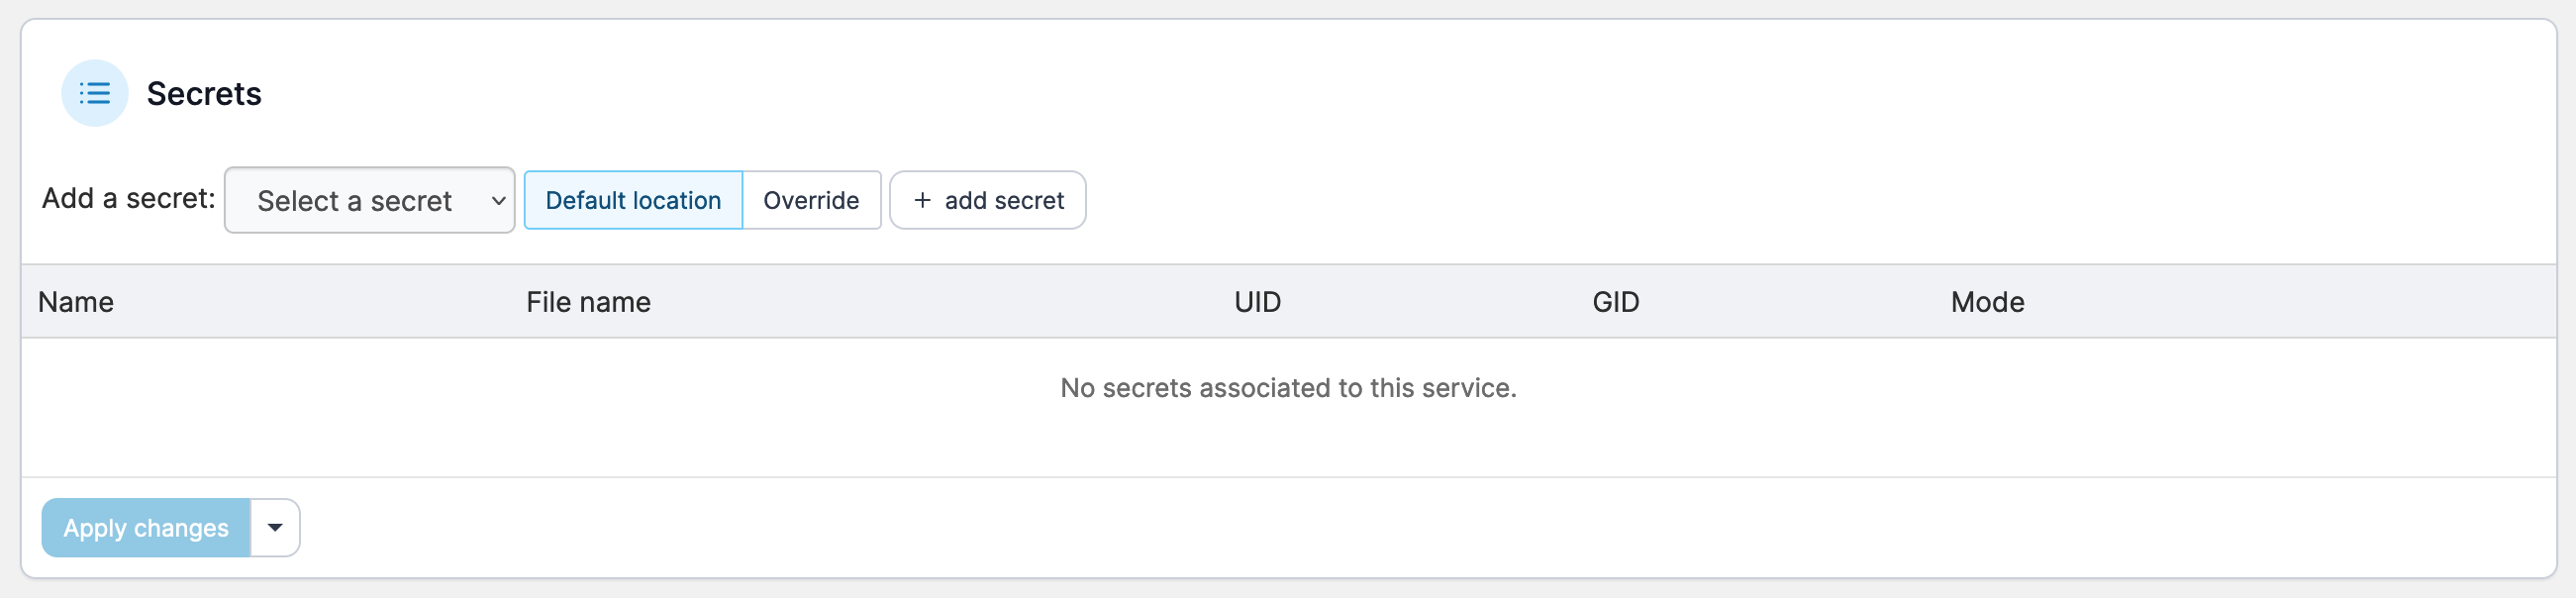 Secrets
Add a secret: Select a secret Default location Override + add secret
Name File name UID GID Mode
No secrets associated to this service.
Apply changes